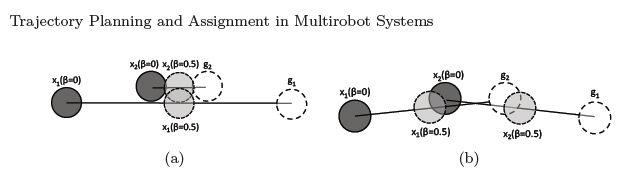 Trajectory Planning and Assignment in Multirobot Systems
x₂(β=0) x₂(β=0.5) g₂
x₁(β=0) g₁
x₁(β=0.5)
x₂(β=0) g₂
x₁(β=0) g₁
x₁(β=0.5) x₂(β=0.5)
(a) (b)